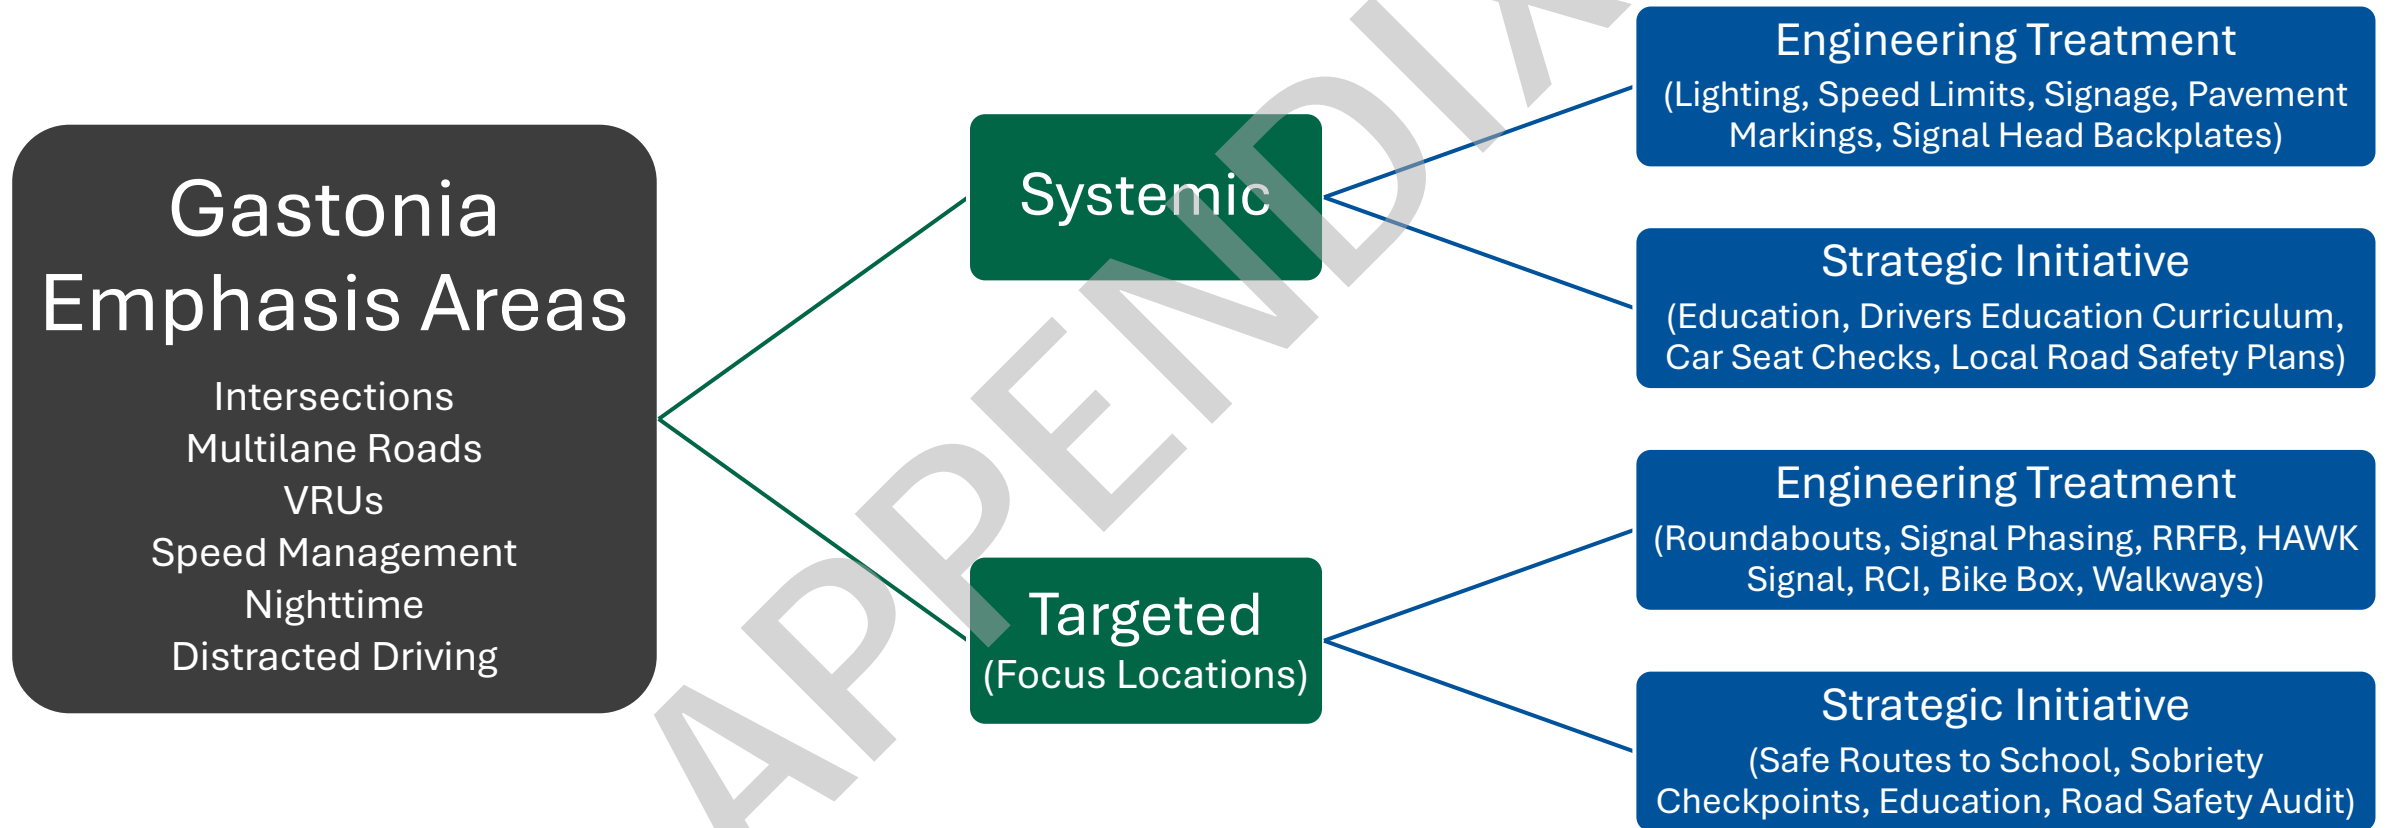 Gastonia
Emphasis Areas
Intersections
Multilane Roads
VRUs
Speed Management
Nighttime
Distracted Driving
Systemic
Targeted
(Focus Locations)
Engineering Treatment
(Lighting, Speed Limits, Signage, Pavement
Markings, Signal Head Backplates)
Strategic Initiative
(Education, Drivers Education Curriculum,
Car Seat Checks, Local Road Safety Plans)
Engineering Treatment
(Roundabouts, Signal Phasing, RRFB, HAWK
Signal, RCI, Bike Box, Walkways)
Strategic Initiative
(Safe Routes to School, Sobriety
Checkpoints, Education, Road Safety Audit)
APPENDIX